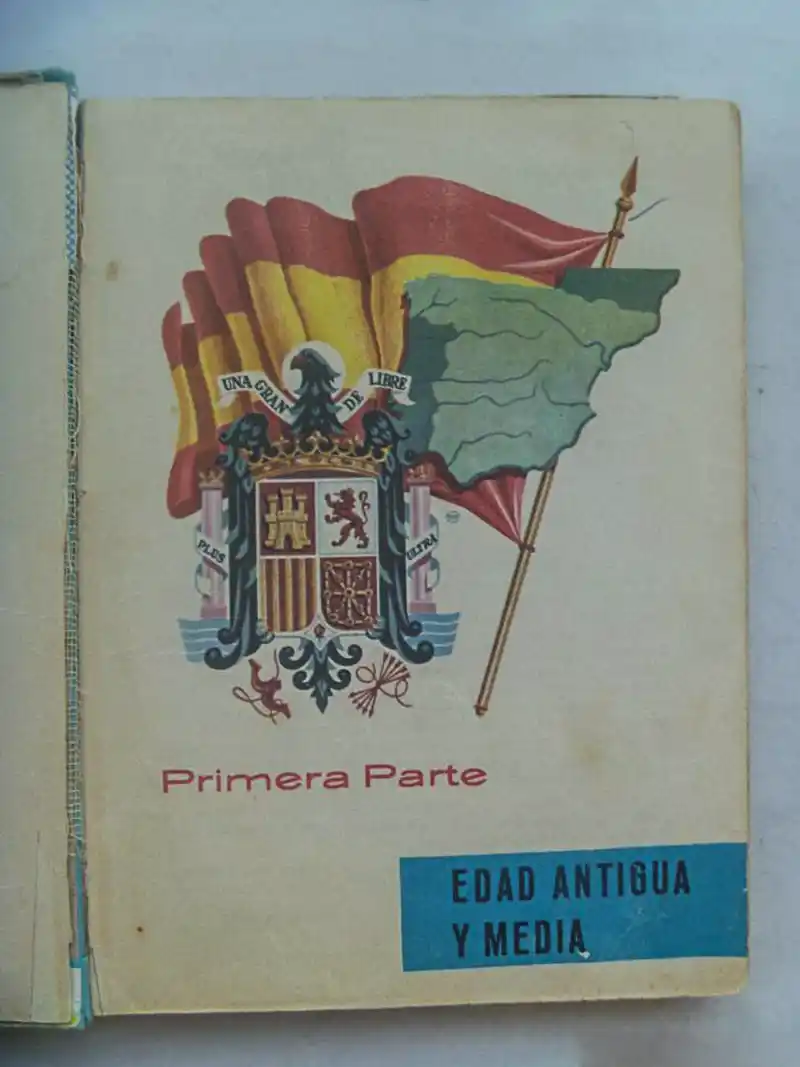 UNA GRAN DE LIBRE
PLUS ULTRA
Primera Parte
EDAD ANTIGUA
Y MEDIA